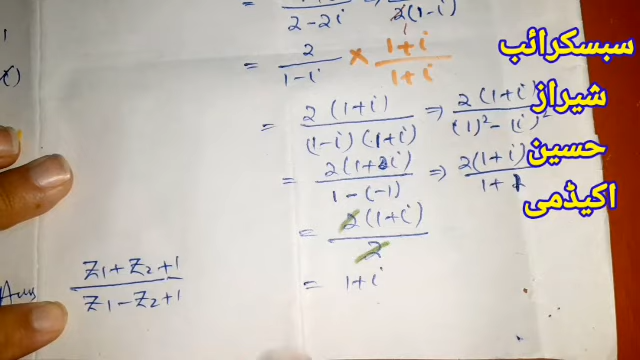 2-2i 2(1-i)
= 2/(1-i) × (1+i)/(1+i)
= 2(1+i)/((1-i)(1+i)) ⇒ 2(1+i)/((1)²-(i)²
= 2(1+i)/(1-(-1)) ⇒ 2(1+i)/(1+1
= 2(1+i)/2
= 1+i
Ans (Z₁+Z₂+1)/(Z₁-Z₂+1)
سبسکرائب
شیراز
حسین
اکیڈمی